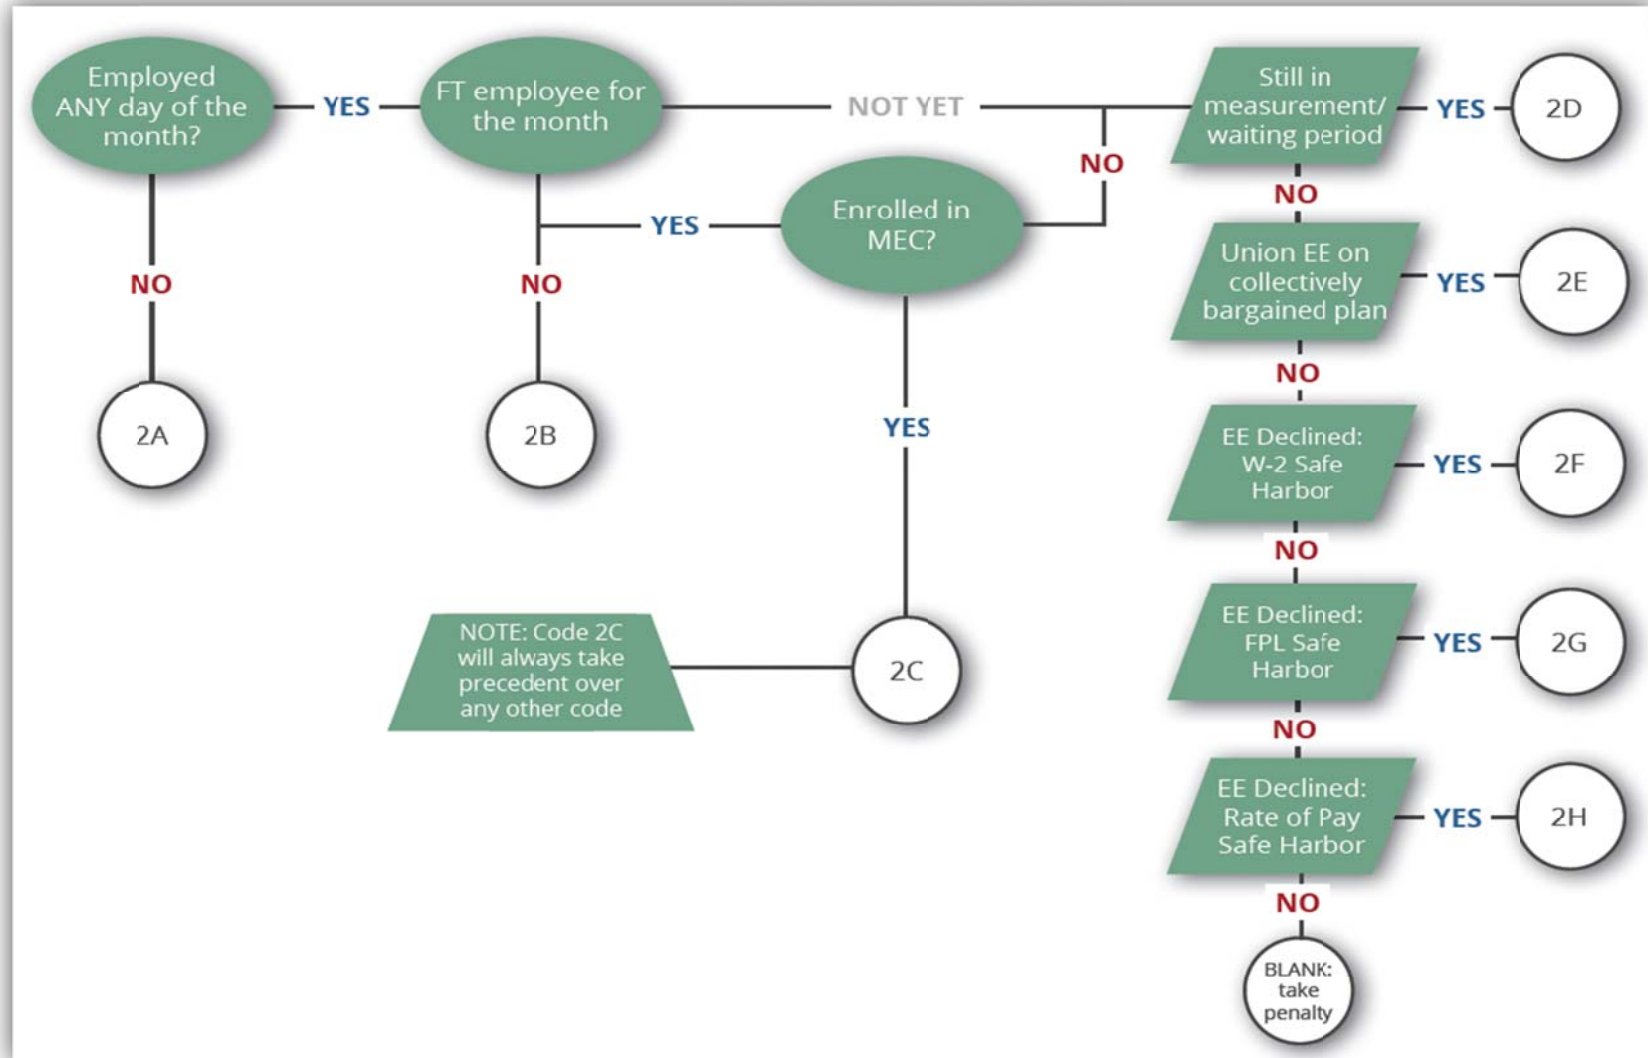 Employed
ANY day of the
month?
YES
FT employee for
the month
NOT YET
Still in
measurement/
waiting period
YES
2D
NO
NO
YES
Enrolled in
MEC?
Union EE on
collectively
bargained plan
YES
2E
NO
NO
NO
2A
2B
YES
EE Declined:
W-2 Safe
Harbor
YES
2F
NO
NOTE: Code 2C
will always take
precedent over
any other code
2C
EE Declined:
FPL Safe
Harbor
YES
2G
NO
EE Declined:
Rate of Pay
Safe Harbor
YES
2H
NO
BLANK:
take
penalty